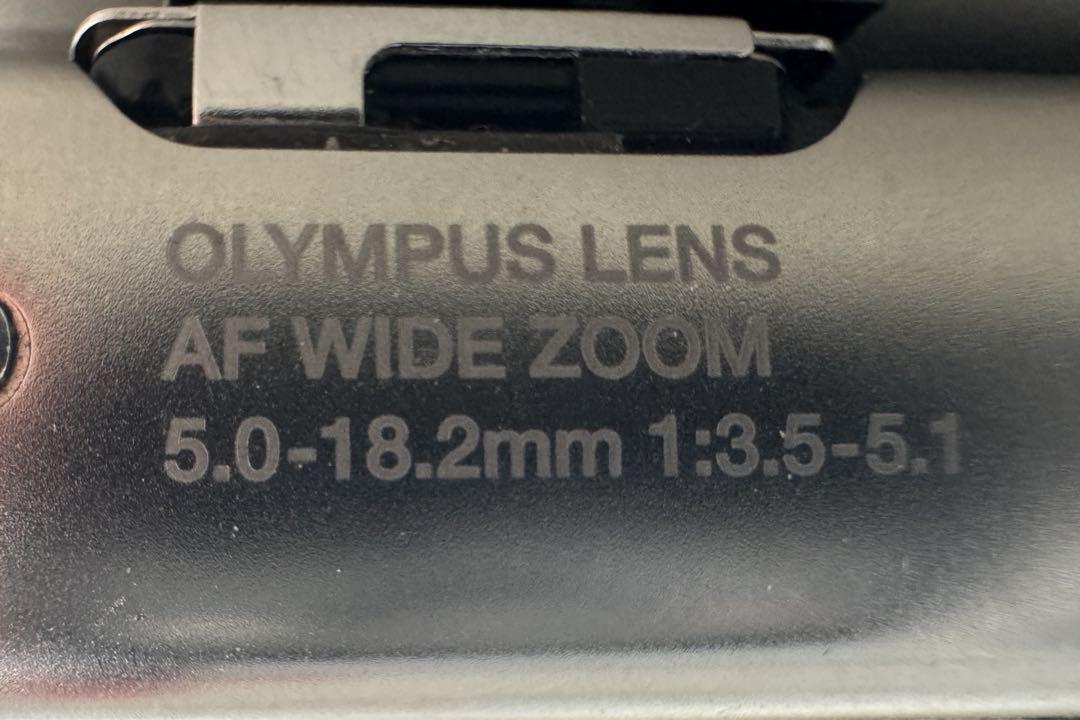 OLYMPUS LENS
AF WIDE ZOOM
5.0-18.2mm 1:3.5-5.1